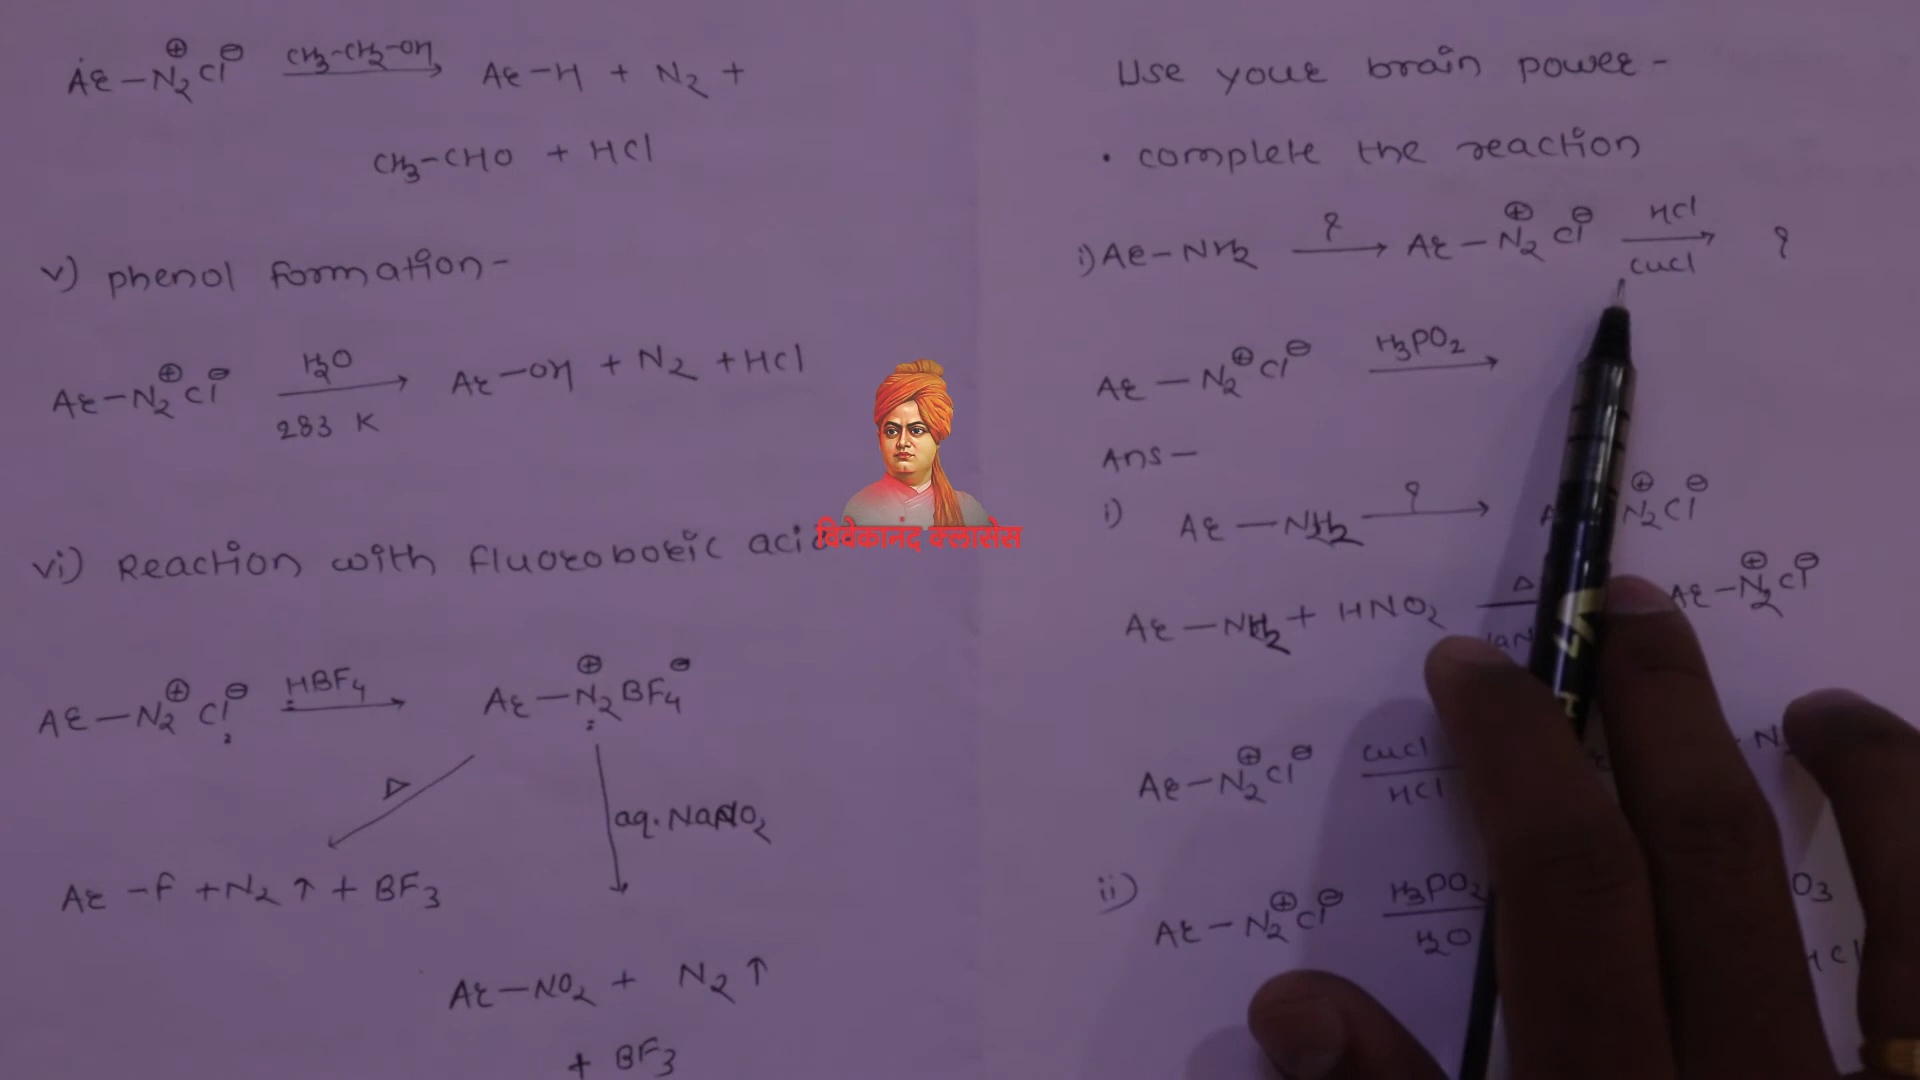 Ar-N₂⊕Cl⊖ CH₃-CH₂-OH → Ar-H + N₂ +
CH₃-CHO + HCl
v) phenol formation-
Ar-N₂⊕Cl⊖ H₂O → Ar-OH + N₂ + HCl
283 K
vi) Reaction with fluoroboric
Ar-N₂⊕Cl⊖ HBF₄ → Ar-N₂⊕BF₄⊖
Δ
aq. NaNO₂
Ar-F + N₂↑ + BF₃
Ar-NO₂ + N₂↑
+ BF₃
विवेकानंद क्लासेस
Use your brain power-
• complete the reaction
i) Ar-NH₂ ? → Ar-N₂⊕Cl⊖ HCl → ?
CuCl
Ar-N₂⊕Cl⊖ H₃PO₂ →
Ans-
i) Ar-NH₂ ? → N₂⊕Cl⊖
Ar-NH₂ + HNO₂ Δ Ar-N₂⊕Cl⊖
Ar-N₂⊕Cl⊖ CuCl
HCl
ii) Ar-N₂⊕Cl⊖ H₃PO₂ O₃
H₂O HCl